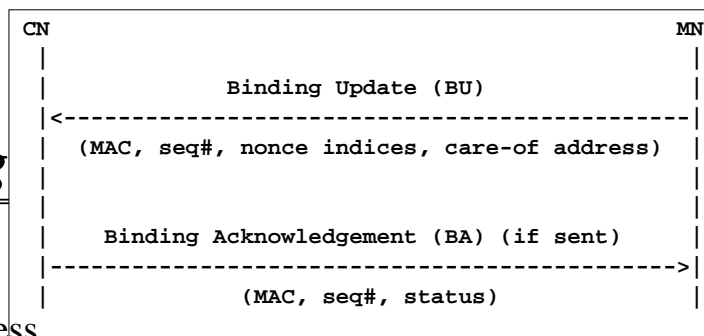 CN MN
Binding Update (BU)
(MAC, seq#, nonce indices, care-of address)
Binding Acknowledgement (BA) (if sent)
(MAC, seq#, status)
ess